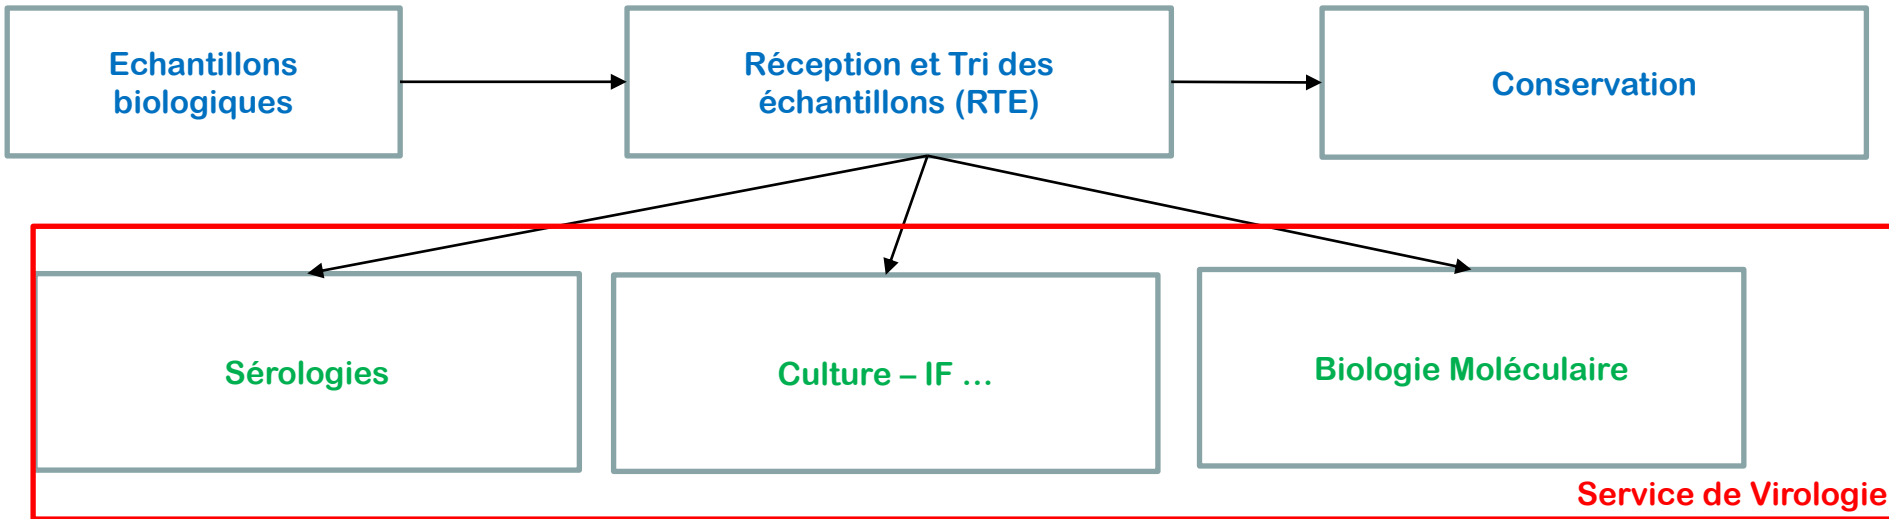 Echantillons
biologiques
Réception et Tri des
échantillons (RTE)
Conservation
Sérologies
Culture – IF ...
Biologie Moléculaire
Service de Virologie